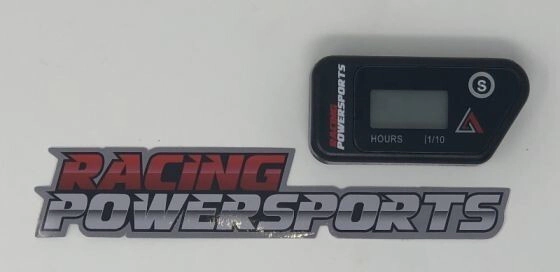 RACING
POWERSPORTS
S
HOURS |1/10
RACING
POWERSPORTS